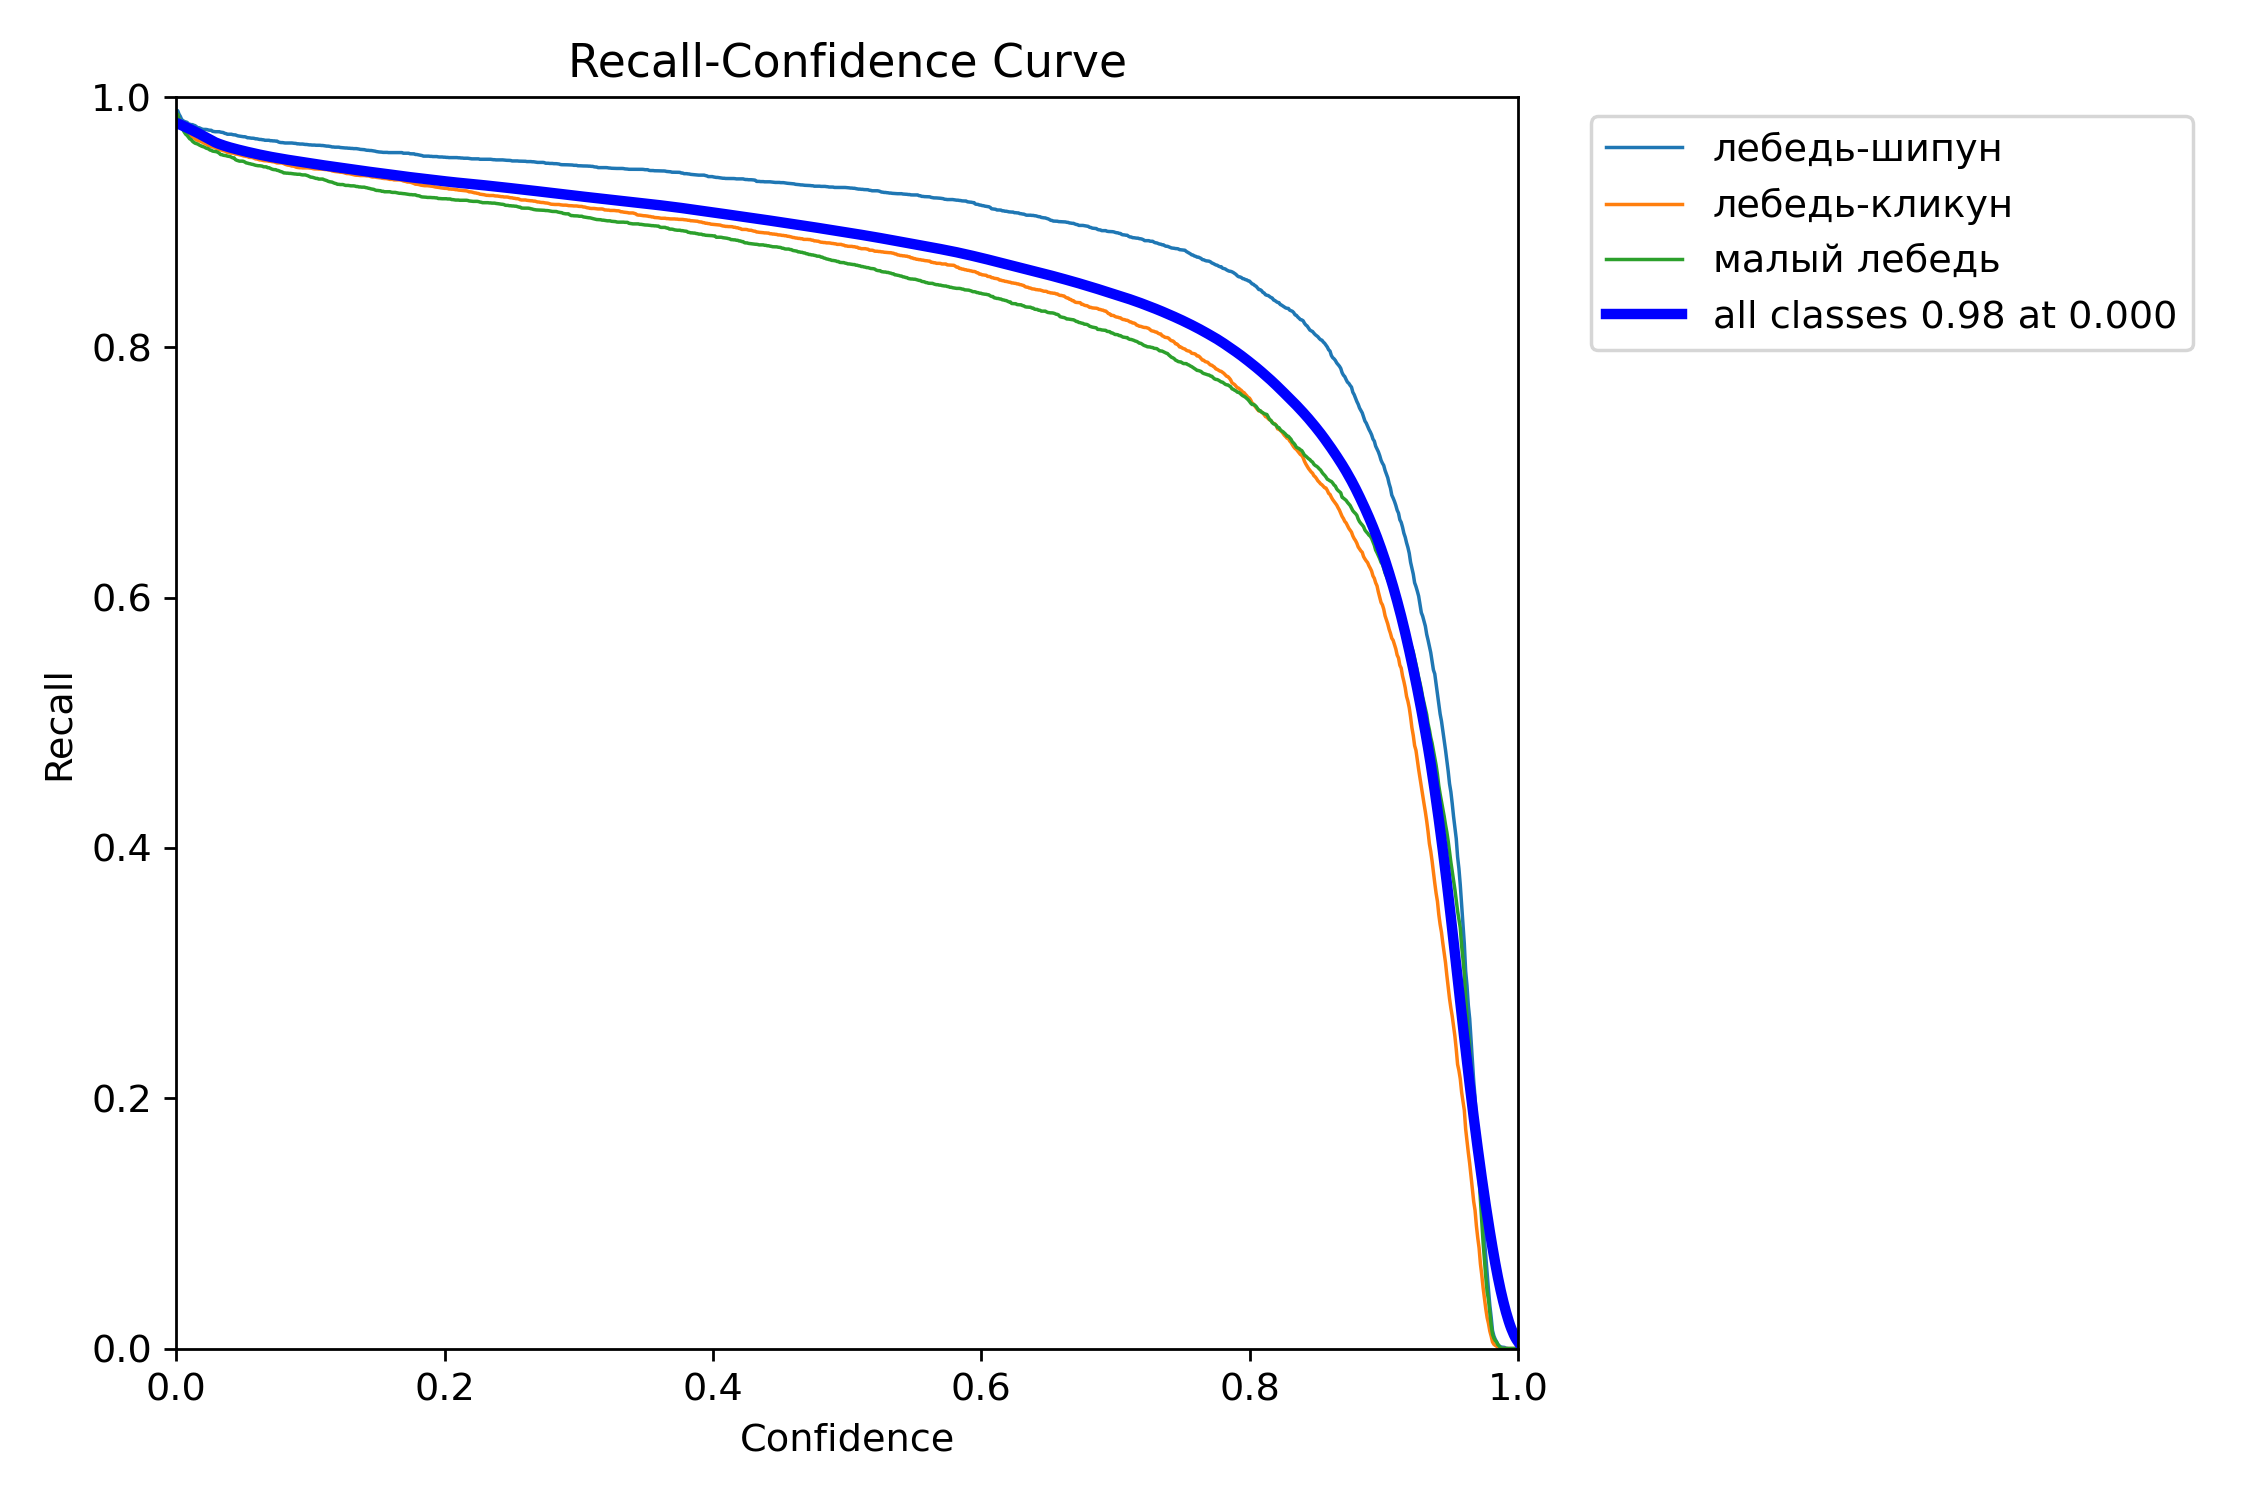 Recall-Confidence Curve
1.0
0.8
0.6
0.4
0.2
0.0
Recall
0.0 0.2 0.4 0.6 0.8 1.0
Confidence
лебедь-шипун
лебедь-кликун
малый лебедь
all classes 0.98 at 0.000